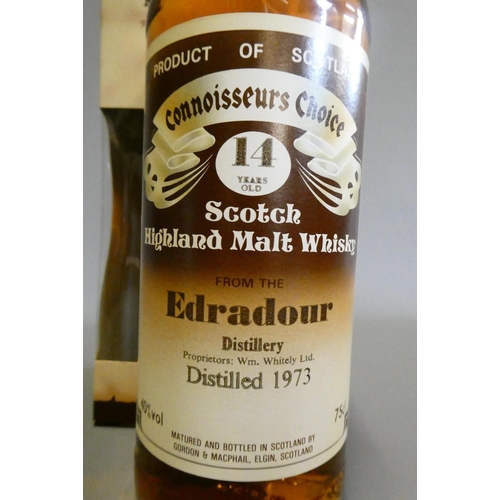 PRODUCT OF SCOTLA
Connoisseurs Choice
14
YEARS
OLD
Scotch
Highland Malt Whisky
FROM THE
Edradour
Distillery
Proprietors: Wm. Whitely Ltd.
Distilled 1973
40%vol
75
MATURED AND BOTTLED IN SCOTLAND BY
GORDON & MACPHAIL, ELGIN, SCOTLAND